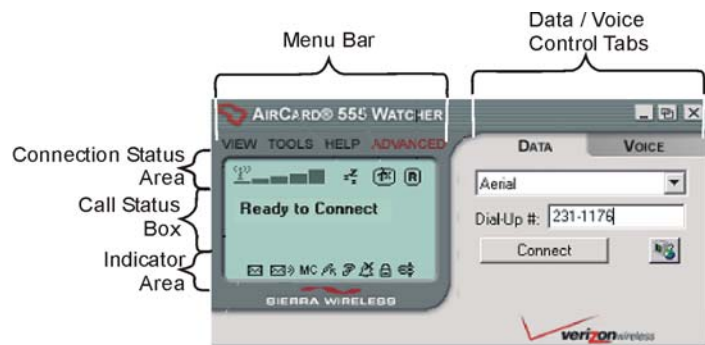 Menu Bar
Data / Voice
Control Tabs
AIRCARD® 555 WATCHER
VIEW TOOLS HELP ADVANCED
DATA VOICE
Connection Status
Area
Aerial
Call Status
Box
Ready to Connect
Dial-Up #: 231-1176
Connect
Indicator
Area
MC
SIERRA WIRELESS
verizon wireless